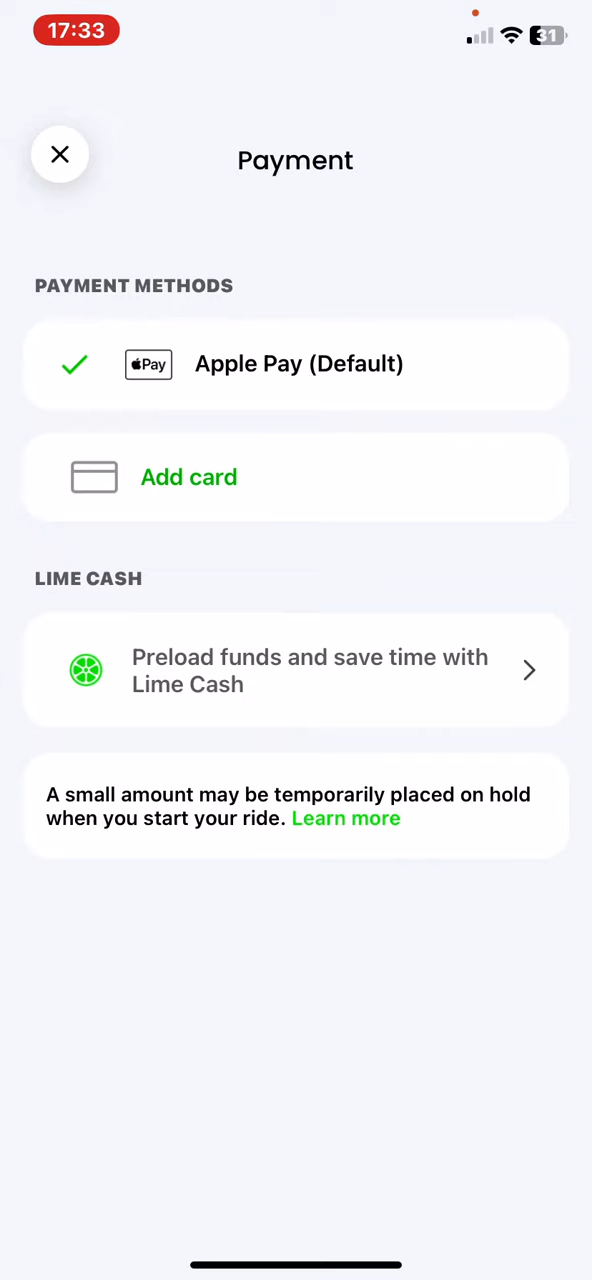 17:33
31
Payment
PAYMENT METHODS
Pay Apple Pay (Default)
Add card
LIME CASH
Preload funds and save time with
Lime Cash
A small amount may be temporarily placed on hold
when you start your ride. Learn more